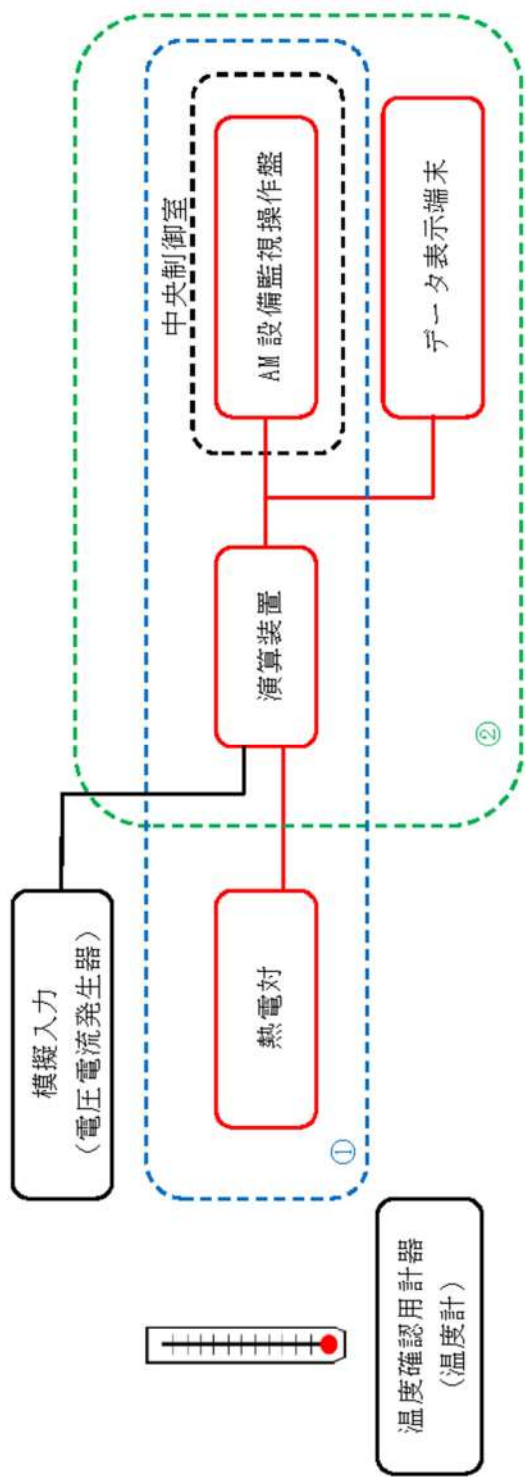 模擬入力
(電圧電流発生器)
中央制御室
熱電対
演算装置
AM 設備監視操作盤
①
データ表示端末
②
温度確認用計器
(温度計)